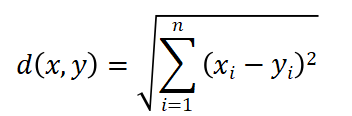 d(x, y) = √(∑_{i=1}^{n} (x_i − y_i)²)